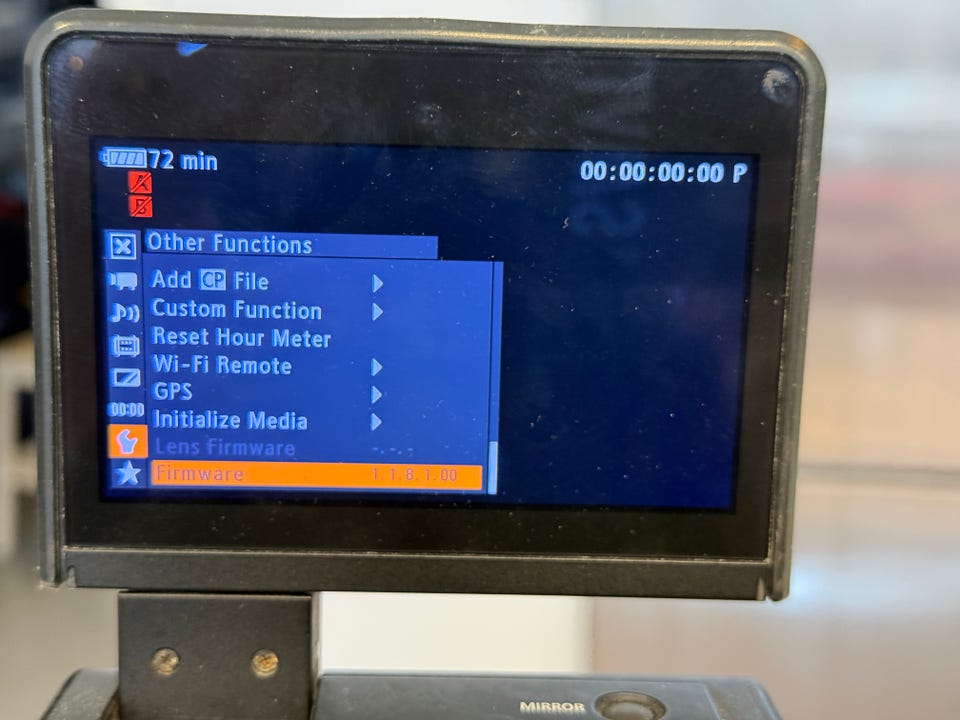 72 min
00:00:00:00 P
A
B
Other Functions
Add CP File
Custom Function
Reset Hour Meter
Wi-Fi Remote
GPS
00:00
Initialize Media
Lens Firmware -.-.-.
Firmware 1.1.8.1.00
MIRROR